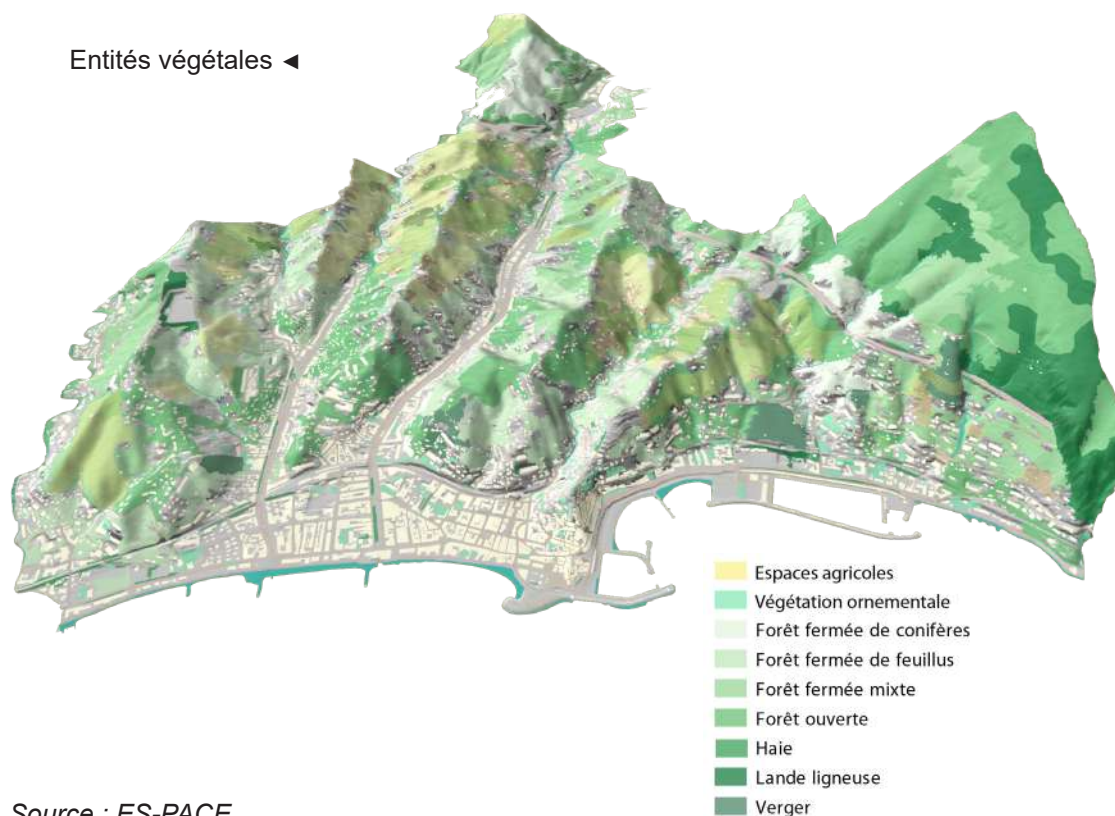 Entités végétales ◄
Espaces agricoles
Végétation ornementale
Forêt fermée de conifères
Forêt fermée de feuillus
Forêt fermée mixte
Forêt ouverte
Haie
Lande ligneuse
Verger
Source : ES-PACE